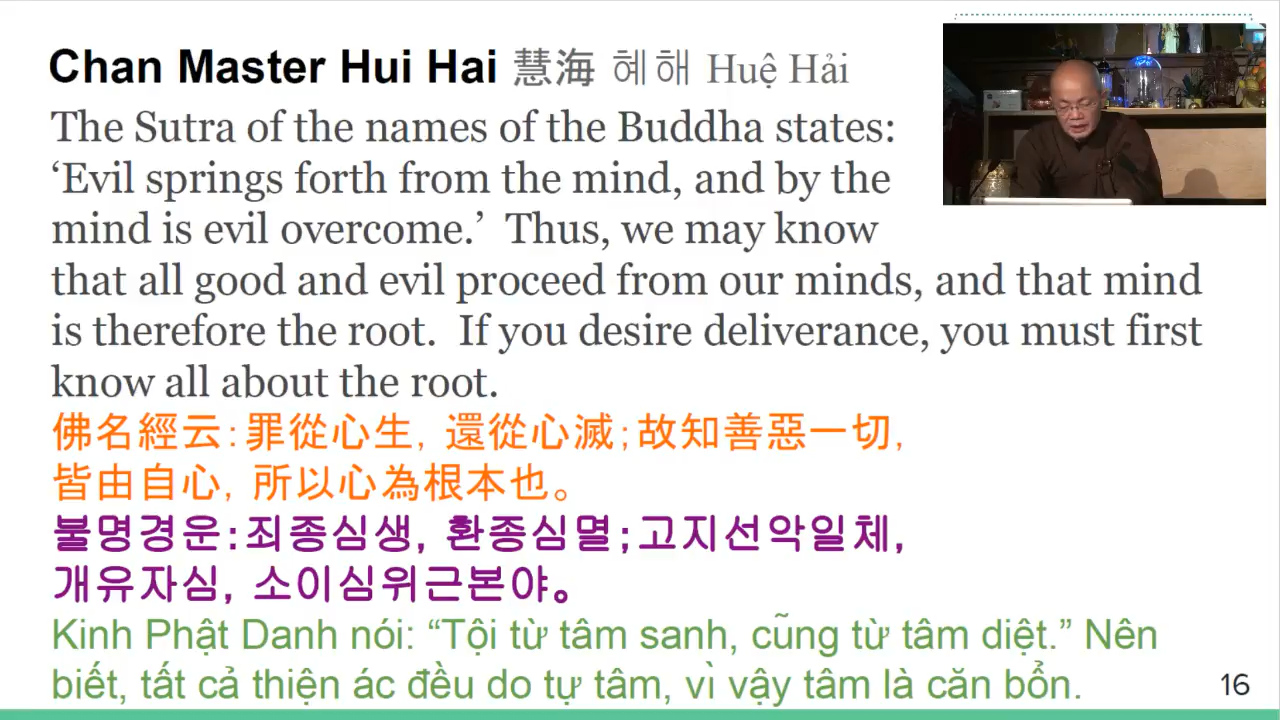 Chan Master Hui Hai 慧海 혜해 Huệ Hải
The Sutra of the names of the Buddha states:
‘Evil springs forth from the mind, and by the
mind is evil overcome.’  Thus, we may know
that all good and evil proceed from our minds, and that mind
is therefore the root.  If you desire deliverance, you must first
know all about the root.
佛名經云:罪從心生, 還從心滅;故知善惡一切,
皆由自心, 所以心為根本也。
불명경운:죄종심생, 환종심멸;고지선악일체,
개유자심, 소이심위근본야。
Kinh Phật Danh nói: “Tội từ tâm sanh, cũng từ tâm diệt.” Nên
biết, tất cả thiện ác đều do tự tâm, vì vậy tâm là căn bổn.
16